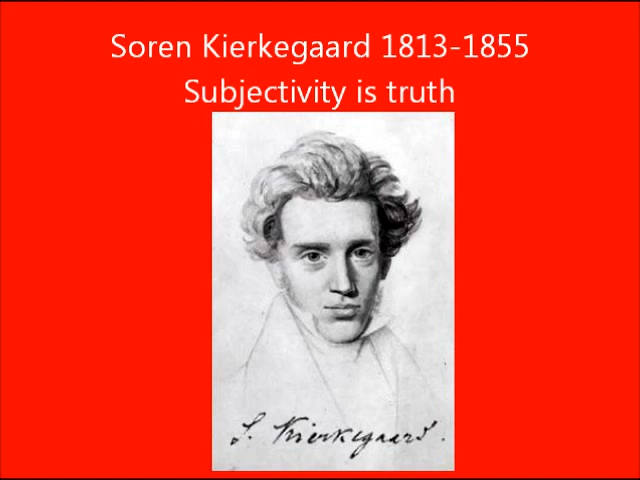 Soren Kierkegaard 1813-1855
Subjectivity is truth
S. Kierkegaard.